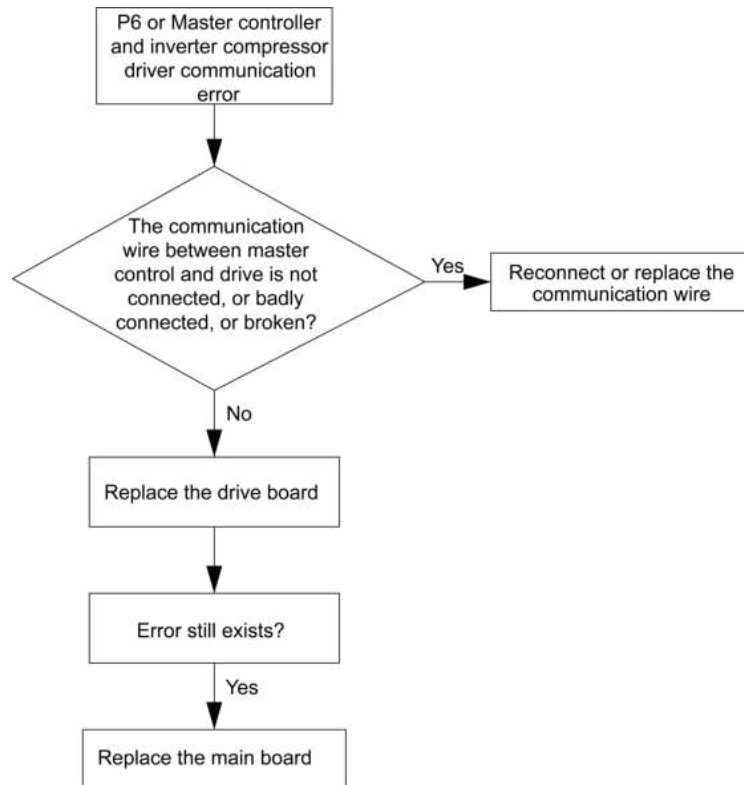 P6 or Master controller
and inverter compressor
driver communication
error
The communication
wire between master
control and drive is not
connected, or badly
connected, or broken?
Yes
Reconnect or replace the
communication wire
No
Replace the drive board
Error still exists?
Yes
Replace the main board